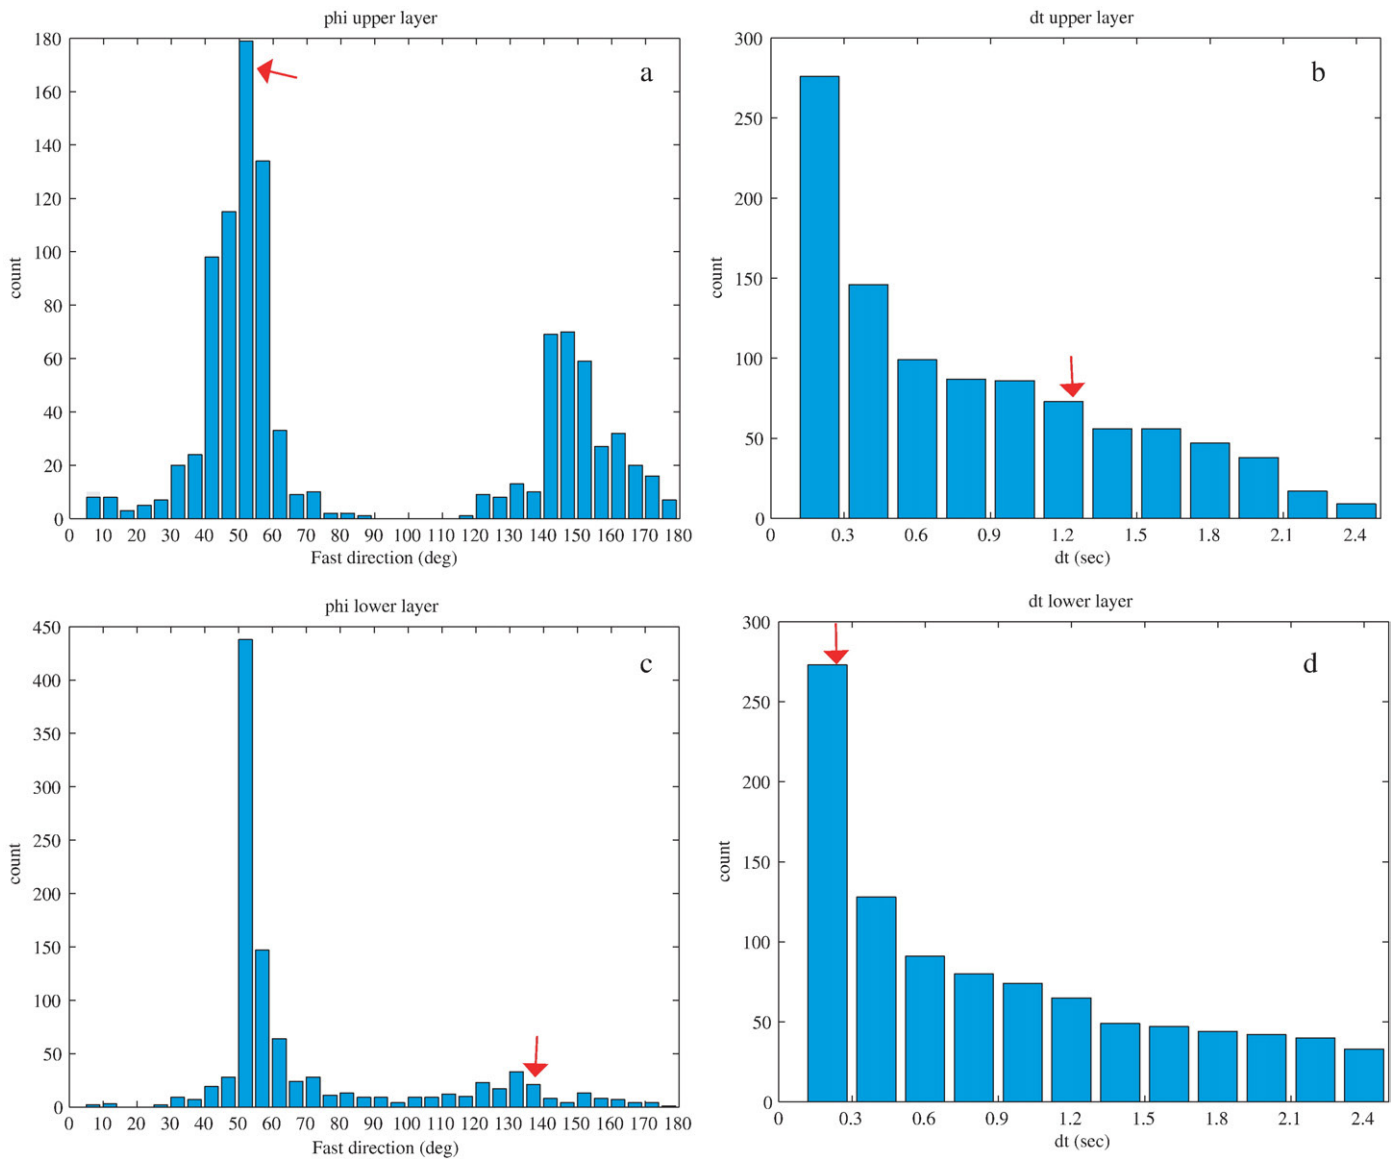 phi upper layer
180
160
140
120
100
80
60
40
20
0
count
a
0 10 20 30 40 50 60 70 80 90 100 110 120 130 140 150 160 170 180
Fast direction (deg)
dt upper layer
300
250
200
150
100
50
0
count
b
0 0.3 0.6 0.9 1.2 1.5 1.8 2.1 2.4
dt (sec)
phi lower layer
450
400
350
300
250
200
150
100
50
0
count
c
0 10 20 30 40 50 60 70 80 90 100 110 120 130 140 150 160 170 180
Fast direction (deg)
dt lower layer
300
250
200
150
100
50
0
count
d
0 0.3 0.6 0.9 1.2 1.5 1.8 2.1 2.4
dt (sec)